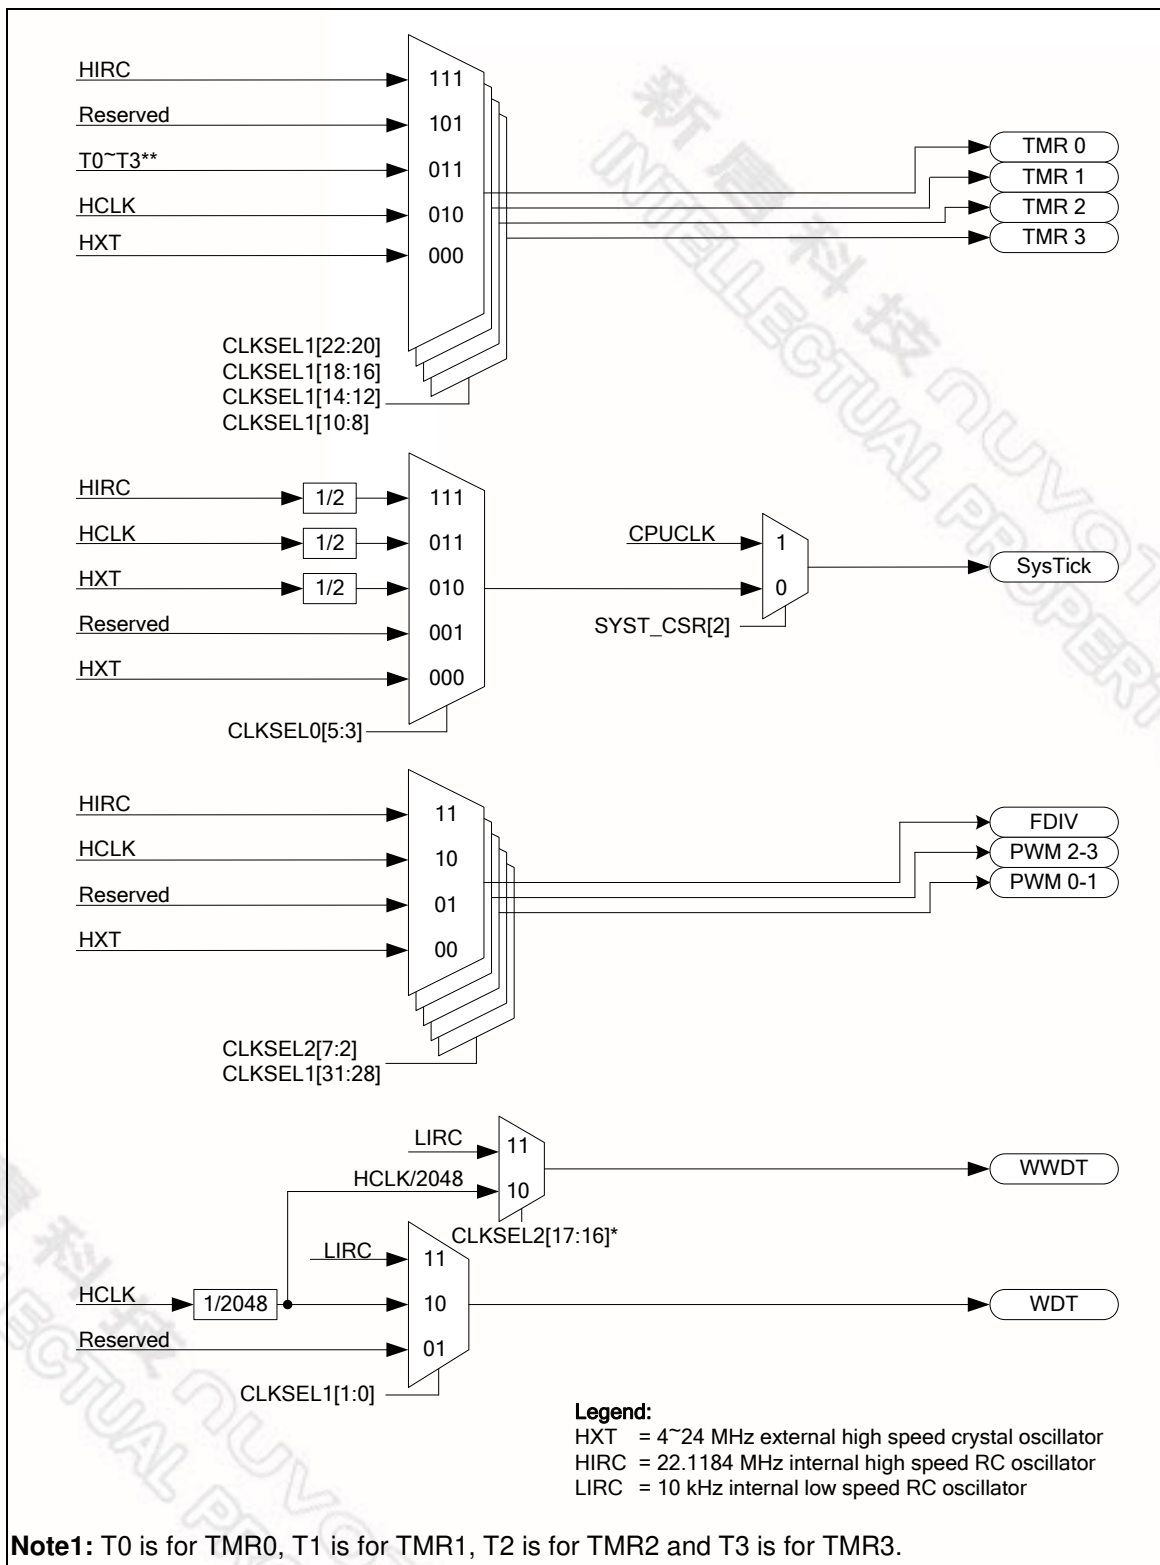 HIRC
111
Reserved
101
T0~T3**
011
HCLK
010
HXT
000
TMR 0
TMR 1
TMR 2
TMR 3
CLKSEL1[22:20]
CLKSEL1[18:16]
CLKSEL1[14:12]
CLKSEL1[10:8]
HIRC
1/2
111
HCLK
1/2
011
HXT
1/2
010
Reserved
001
HXT
000
CLKSEL0[5:3]
CPUCLK
1
0
SYST_CSR[2]
SysTick
HIRC
11
HCLK
10
Reserved
01
HXT
00
FDIV
PWM 2-3
PWM 0-1
CLKSEL2[7:2]
CLKSEL1[31:28]
LIRC
11
HCLK/2048
10
WWDT
CLKSEL2[17:16]*
LIRC
11
HCLK
1/2048
10
WDT
Reserved
01
CLKSEL1[1:0]
Legend:
HXT = 4~24 MHz external high speed crystal oscillator
HIRC = 22.1184 MHz internal high speed RC oscillator
LIRC = 10 kHz internal low speed RC oscillator
Note1: T0 is for TMR0, T1 is for TMR1, T2 is for TMR2 and T3 is for TMR3.
新唐科技 nuvoT
INTELLECTUAL PROPERT